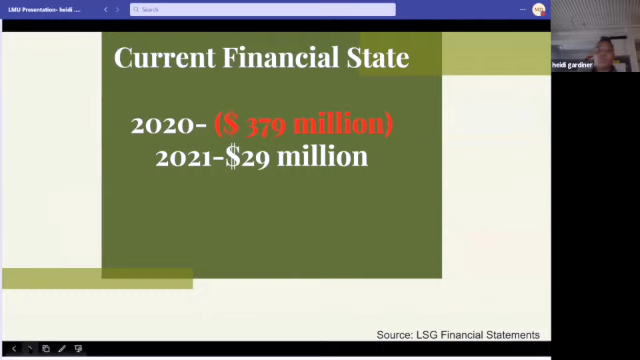 LMU Presentation- heidi ....
Search
MD
heidi gardiner
Current Financial State
2020- ($ 379 million)
2021-$29 million
Source: LSG Financial Statements